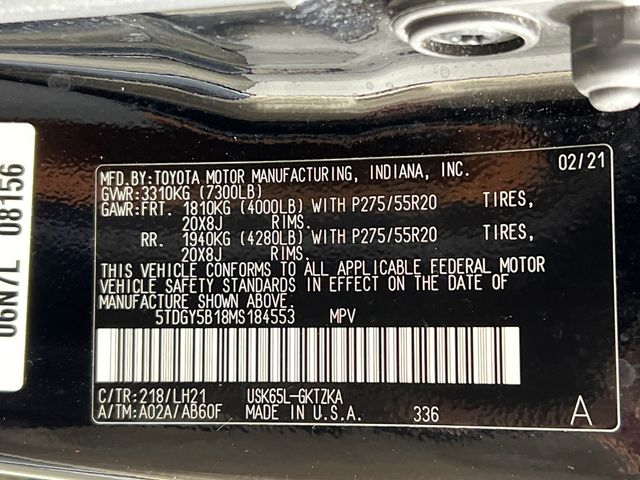 MFD.BY:TOYOTA MOTOR MANUFACTURING, INDIANA, INC. 02/21
GVWR:3310KG (7300LB)
GAWR:FRT. 1810KG (4000LB) WITH P275/55R20 TIRES,
20X8J RIMS.
RR. 1940KG (4280LB) WITH P275/55R20 TIRES,
20X8J RIMS.
THIS VEHICLE CONFORMS TO ALL APPLICABLE FEDERAL MOTOR
VEHICLE SAFETY STANDARDS IN EFFECT ON THE DATE OF
MANUFACTURE SHOWN ABOVE.
5TDGY5B18MS184553 MPV
C/TR:218/LH21 USK65L-GKTZKA
A/TM:A02A/AB60F MADE IN U.S.A. 336 A
06N7L 08156